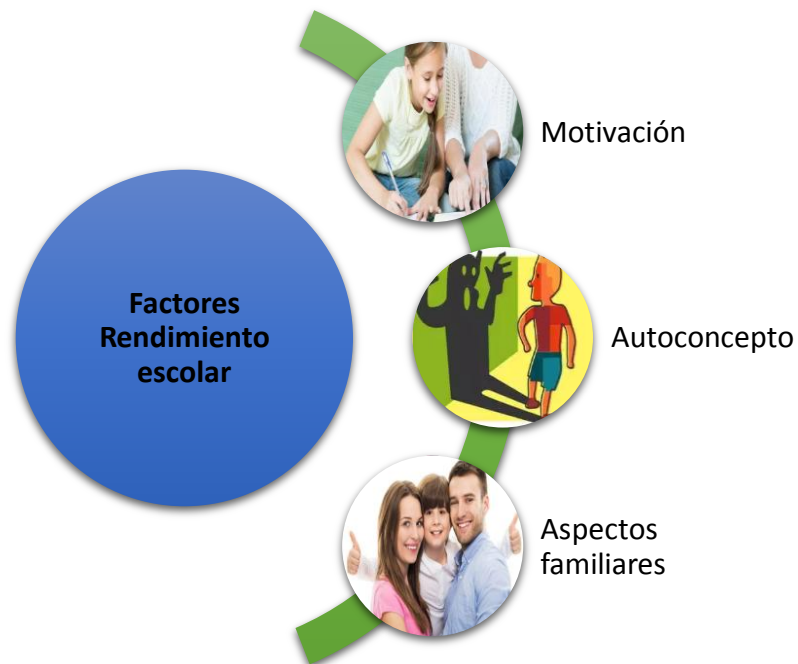 Factores
Rendimiento
escolar
Motivación
Autoconcepto
Aspectos
familiares